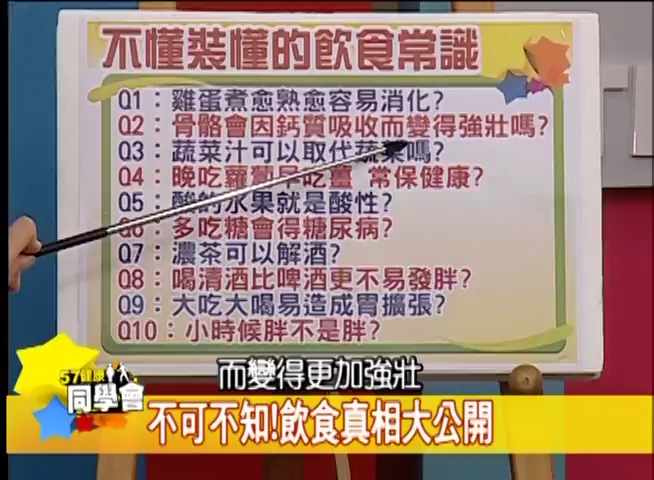 不懂裝懂的飲食常識
Q1：雞蛋煮愈熟愈容易消化?
Q2：骨骼會因鈣質吸收而變得強壯嗎?
Q3：蔬菜汁可以取代蔬菜嗎?
Q4：晚吃蘿蔔早吃薑 常保健康?
Q5：酸的水果就是酸性?
Q6：多吃糖會得糖尿病?
Q7：濃茶可以解酒?
Q8：喝清酒比啤酒更不易發胖?
Q9：大吃大喝易造成胃擴張?
Q10：小時候胖不是胖?
而變得更加強壯
57健康
同學會
不可不知!飲食真相大公開